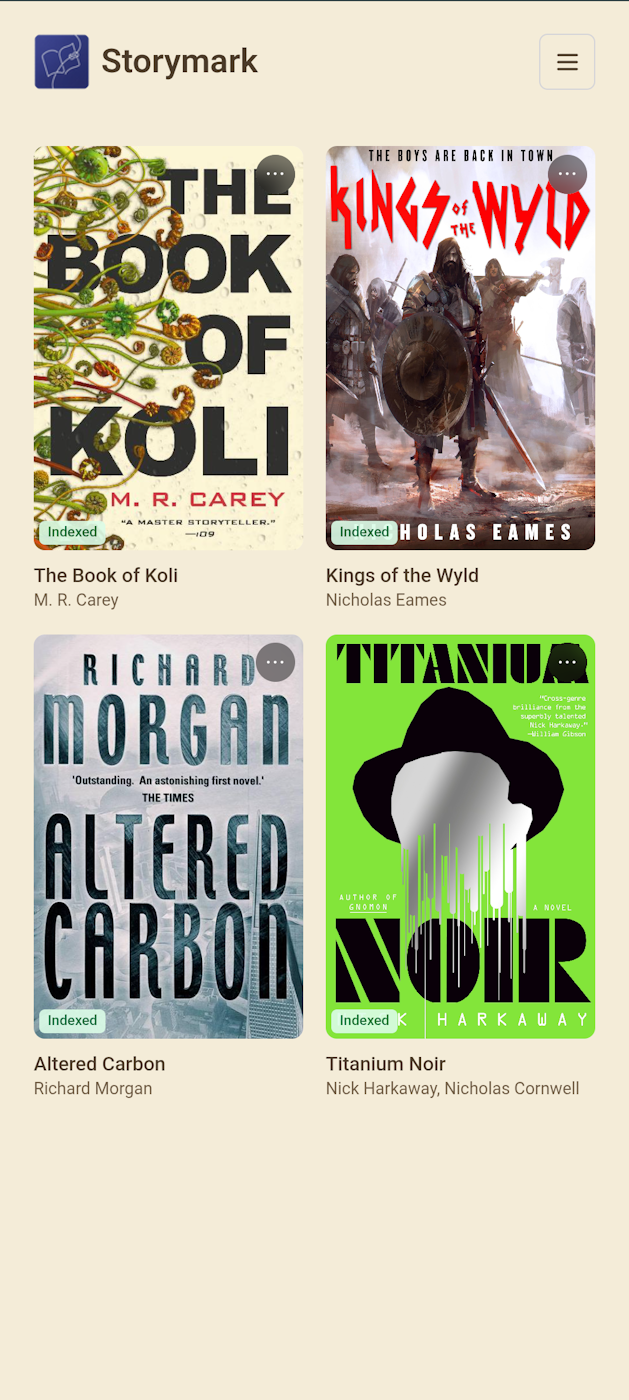 Storymark
THE
BOOK
OF
KOLI
M. R. CAREY
"A MASTER STORYTELLER."
—io9
Indexed
The Book of Koli
M. R. Carey
THE BOYS ARE BACK IN TOWN
KINGS OF THE WYLD
Indexed
HOLAS EAMES
Kings of the Wyld
Nicholas Eames
RICHARD
MORGAN
'Outstanding. An astonishing first novel.'
THE TIMES
ALTERED
CARBON
Indexed
Altered Carbon
Richard Morgan
TITANIUM
"Cross-genre
brilliance from the
superbly talented
Nick Harkaway."
—William Gibson
AUTHOR OF
GNOMON
A NOVEL
NOIR
Indexed
K HARKAWAY
Titanium Noir
Nick Harkaway, Nicholas Cornwell